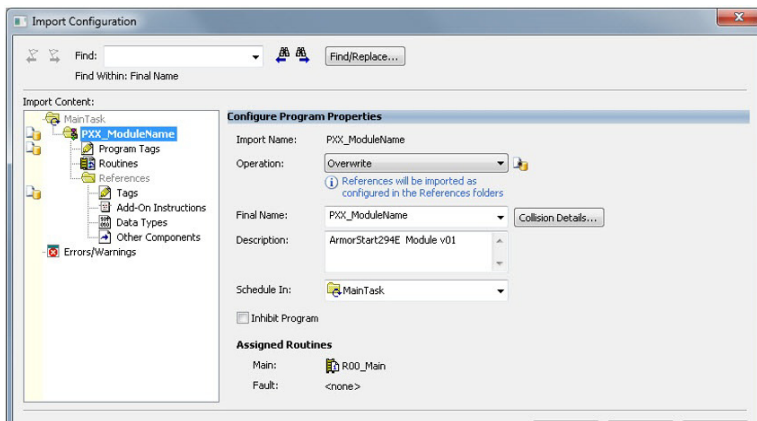 Import Configuration
Find:
Find/Replace...
Find Within: Final Name
Import Content:
MainTask
PXX_ModuleName
Program Tags
Routines
References
Tags
Add-On Instructions
Data Types
Other Components
Errors/Warnings
Configure Program Properties
Import Name: PXX_ModuleName
Operation: Overwrite
References will be imported as
configured in the References folders
Final Name: PXX_ModuleName Collision Details...
Description: ArmorStart294E Module v01
Schedule In: MainTask
Inhibit Program
Assigned Routines
Main: R00_Main
Fault: <none>